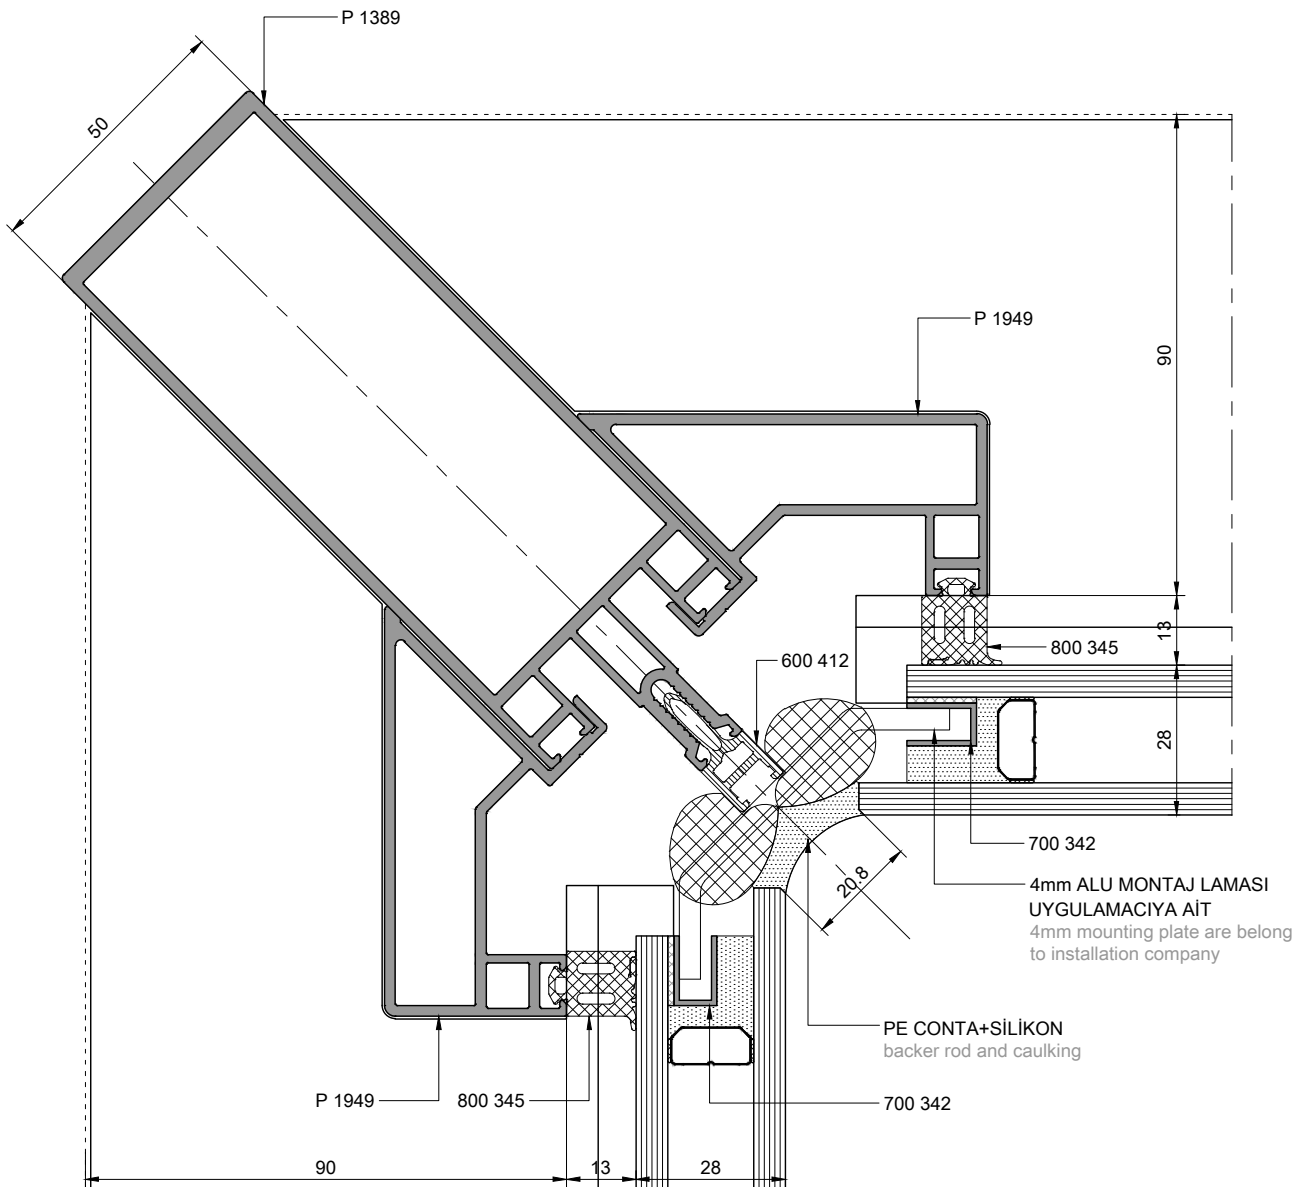 P 1389
50
P 1949
90
13
800 345
600 412
28
700 342
20.8
4mm ALU MONTAJ LAMASI
UYGULAMACIYA AİT
4mm mounting plate are belong
to installation company
PE CONTA+SİLİKON
backer rod and caulking
P 1949
800 345
700 342
90
13
28